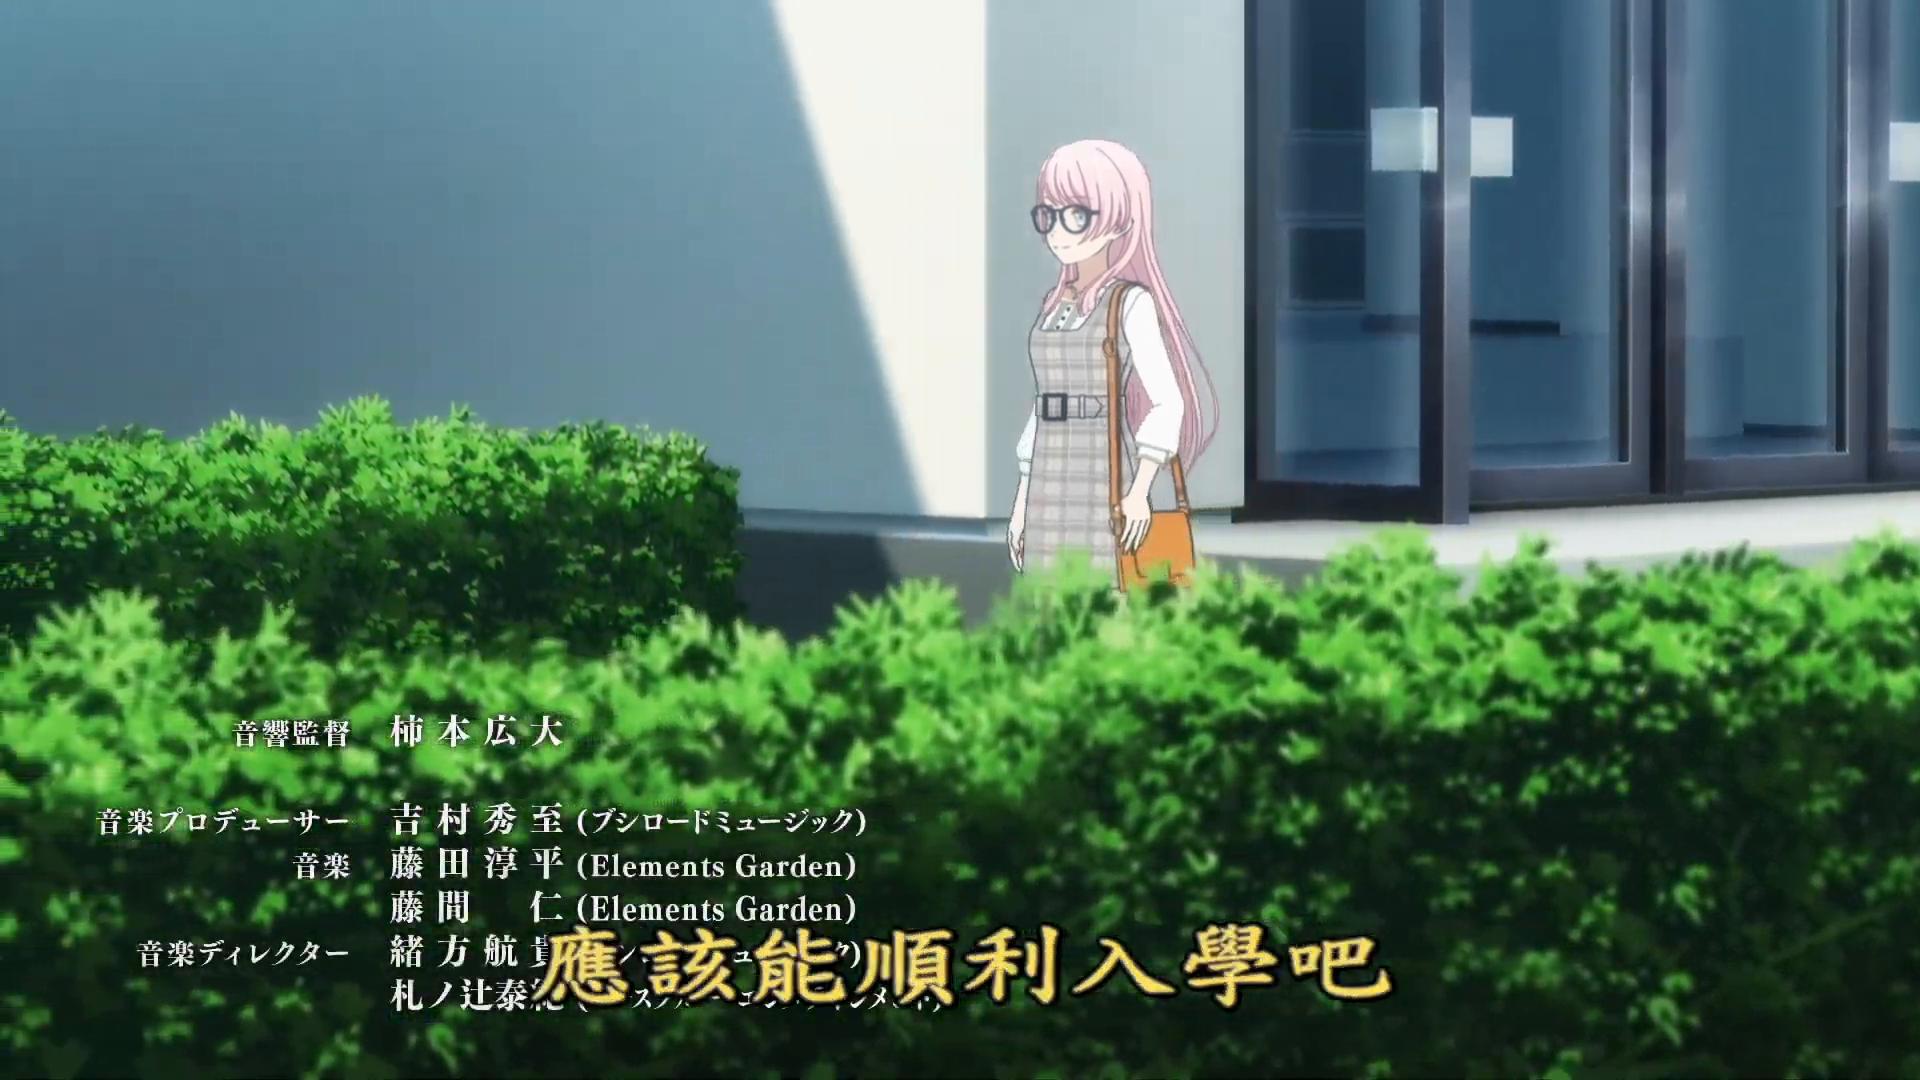 音響監督 柿本広大
音楽プロデューサー 吉村秀至(ブシロードミュージック)
音楽 藤田淳平(Elements Garden)
藤間 仁(Elements Garden)
音楽ディレクター 緒方航貴
札ノ辻泰紀
應該能順利入學吧